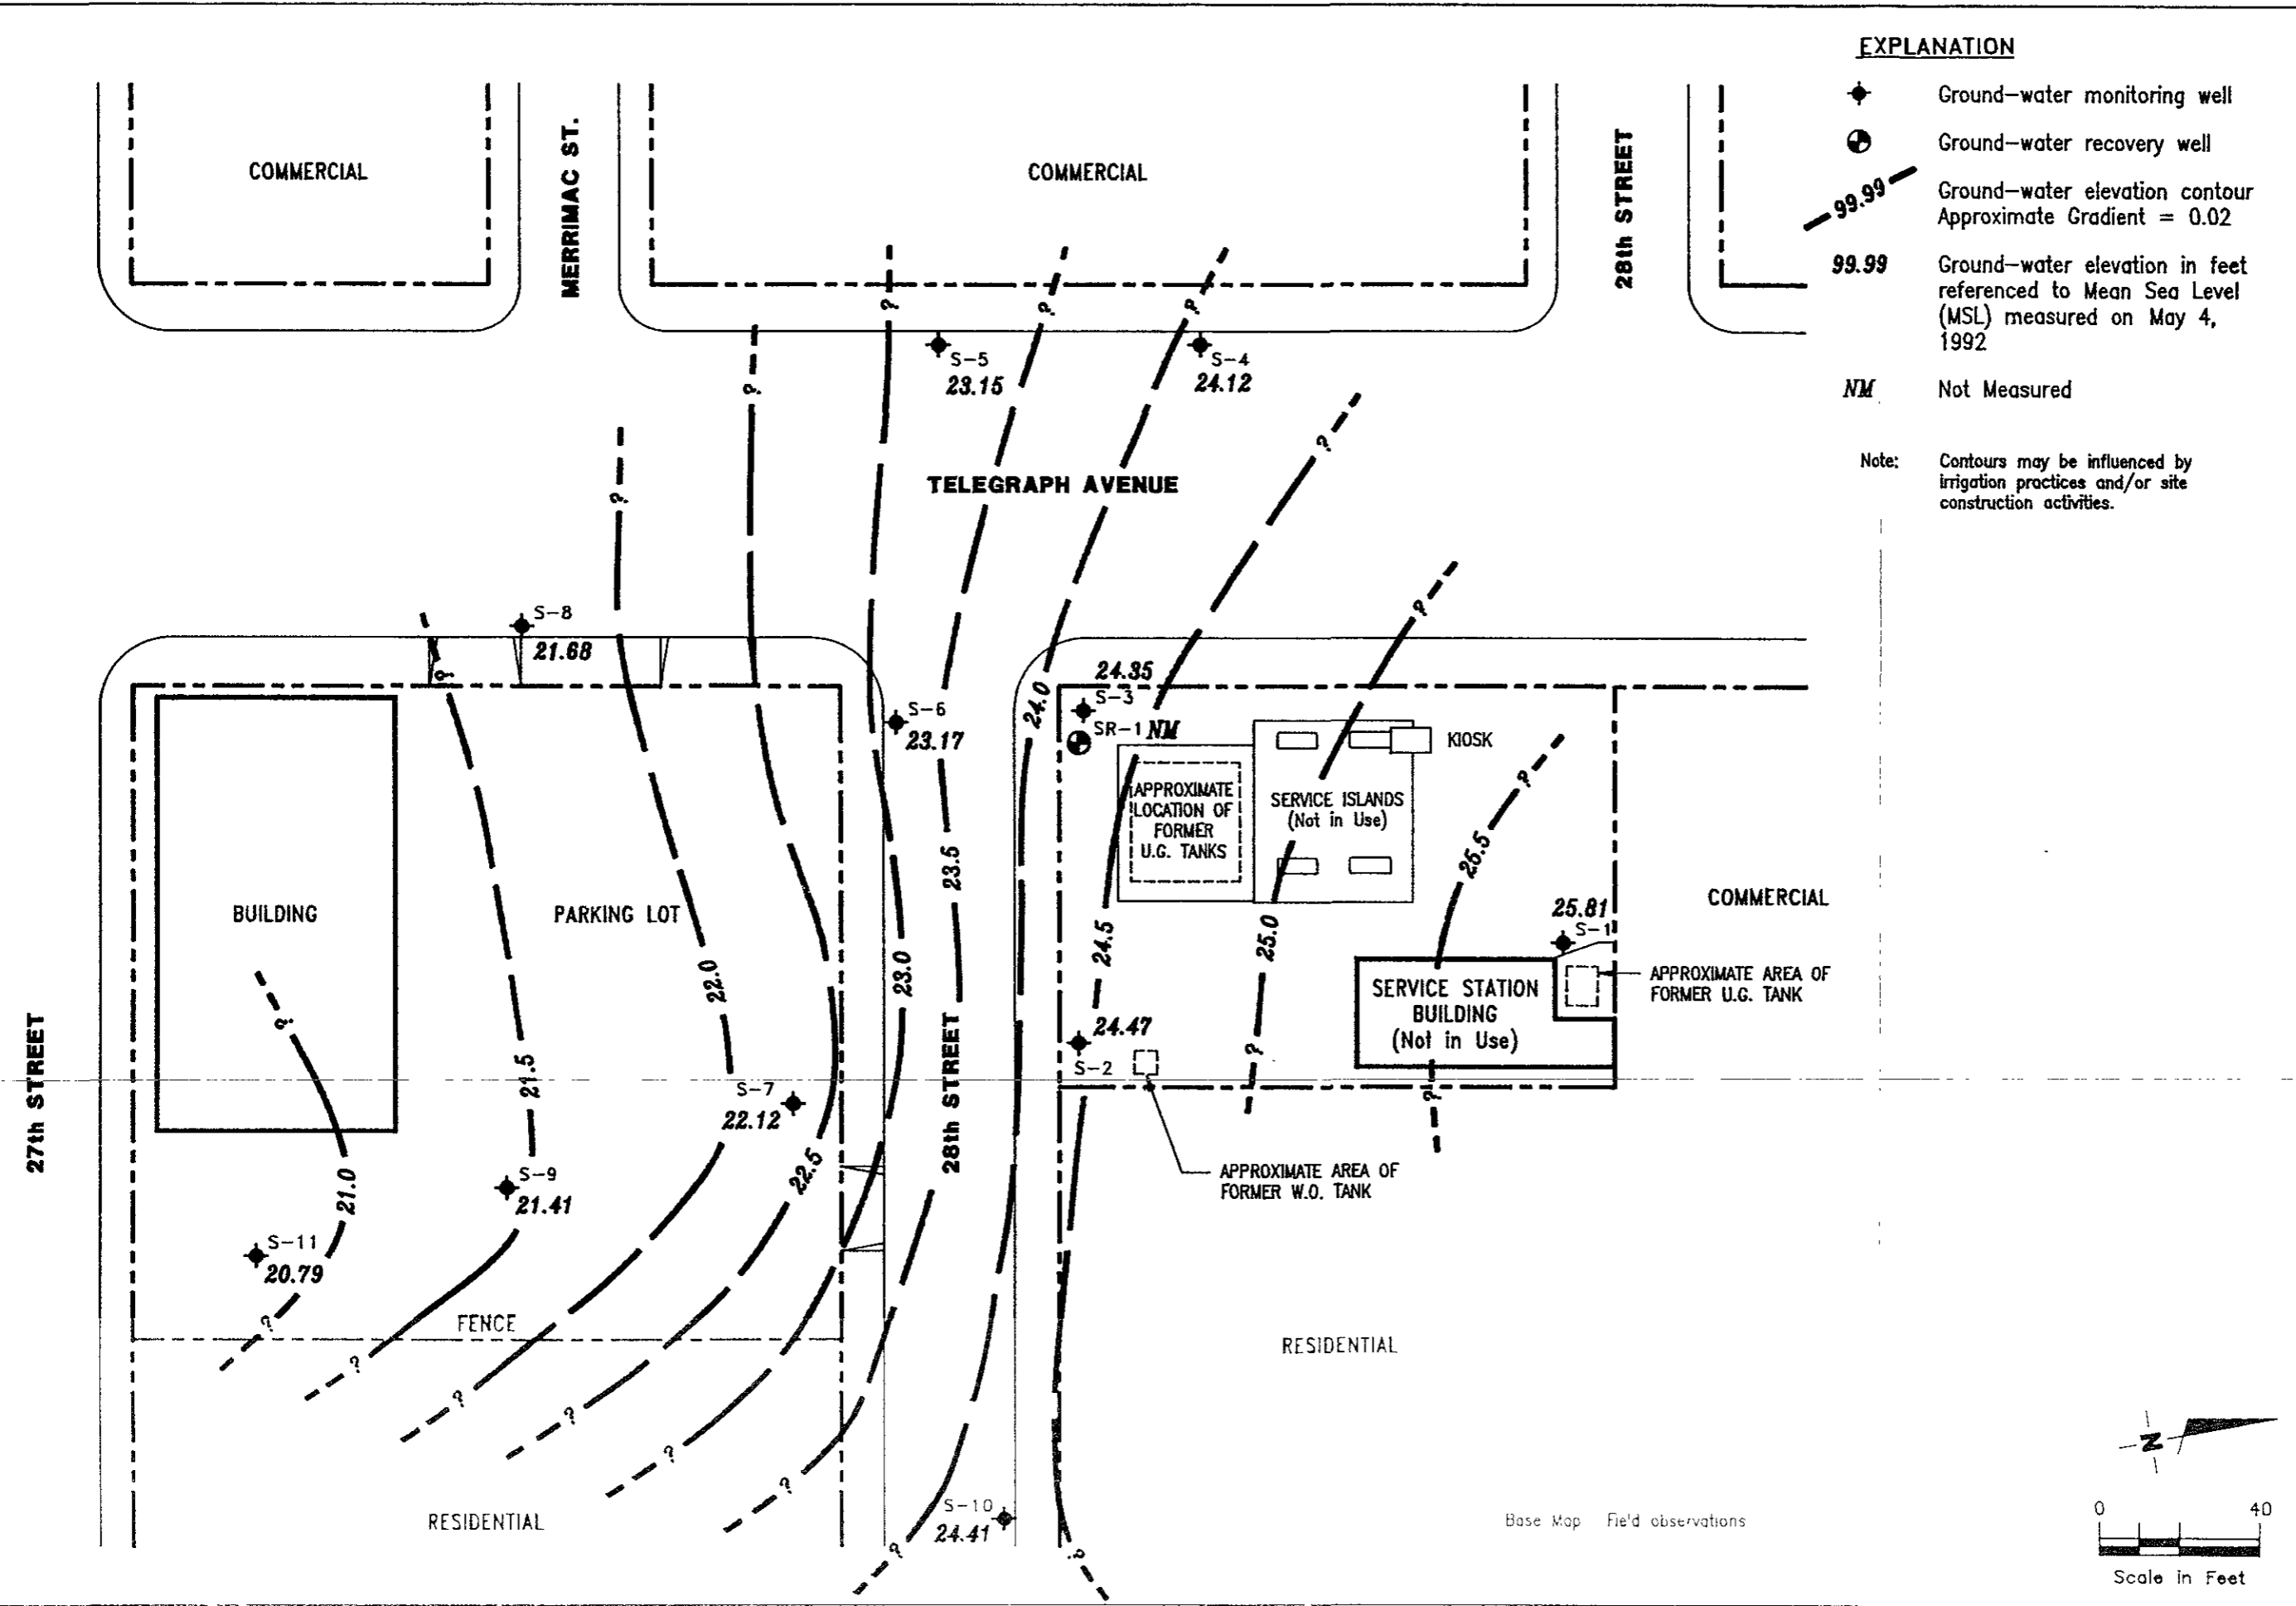 EXPLANATION
Ground-water monitoring well
Ground-water recovery well
99.99
Ground-water elevation contour
Approximate Gradient = 0.02
99.99
Ground-water elevation in feet
referenced to Mean Sea Level
(MSL) measured on May 4,
1992
NM
Not Measured
Note:
Contours may be influenced by
irrigation practices and/or site
construction activities.
COMMERCIAL
MERRIMAC ST.
COMMERCIAL
28th STREET
?
?
?
?
?
?
?
S-5
23.15
S-4
24.12
TELEGRAPH AVENUE
S-8
21.68
?
?
24.35
S-3
SR-1 NM
24.0
S-6
23.17
KIOSK
APPROXIMATE
LOCATION OF
FORMER
U.G. TANKS
SERVICE ISLANDS
(Not in Use)
?
25.5
23.5
BUILDING
PARKING LOT
COMMERCIAL
25.81
S-1
24.5
25.0
22.0
23.0
APPROXIMATE AREA OF
FORMER U.G. TANK
SERVICE STATION
BUILDING
(Not in Use)
?
24.47
S-2
?
?
21.5
27th STREET
28th STREET
S-7
22.12
22.5
21.0
S-9
21.41
APPROXIMATE AREA OF
FORMER W.O. TANK
S-11
20.79
FENCE
?
?
?
?
?
?
RESIDENTIAL
RESIDENTIAL
S-10
24.41
?
?
Base Map Field observations
N
0 40
Scale in Feet